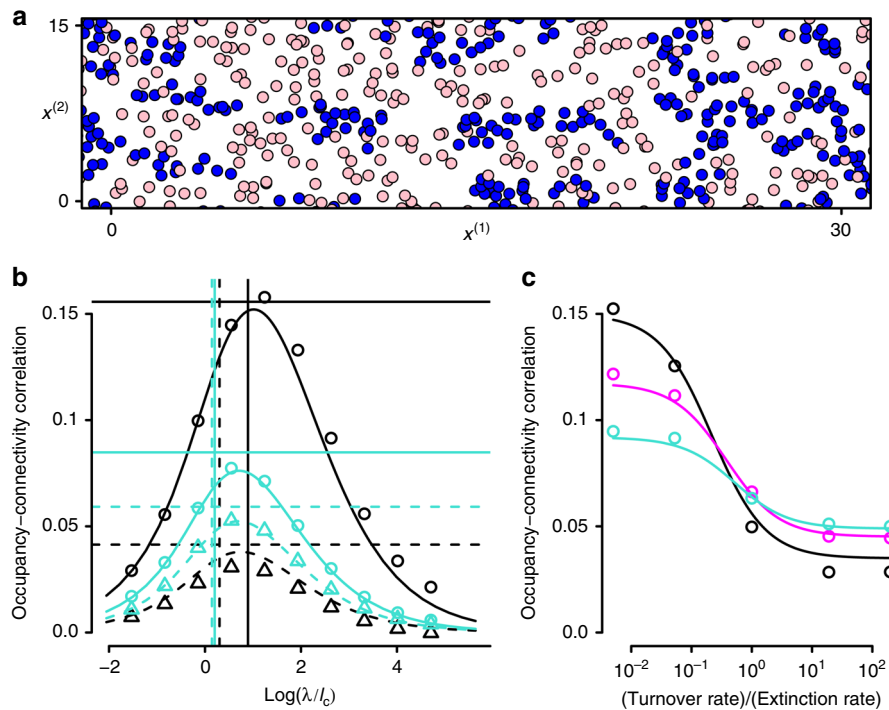 a
15
x(2)
0
0
x(1)
30
b
Occupancy–connectivity correlation
0.15
0.1
0.05
0.0
−2
0
2
4
Log(λ/lc)
c
Occupancy–connectivity correlation
0.15
0.1
0.05
0.0
10−2
10−1
100
101
102
(Turnover rate)/(Extinction rate)